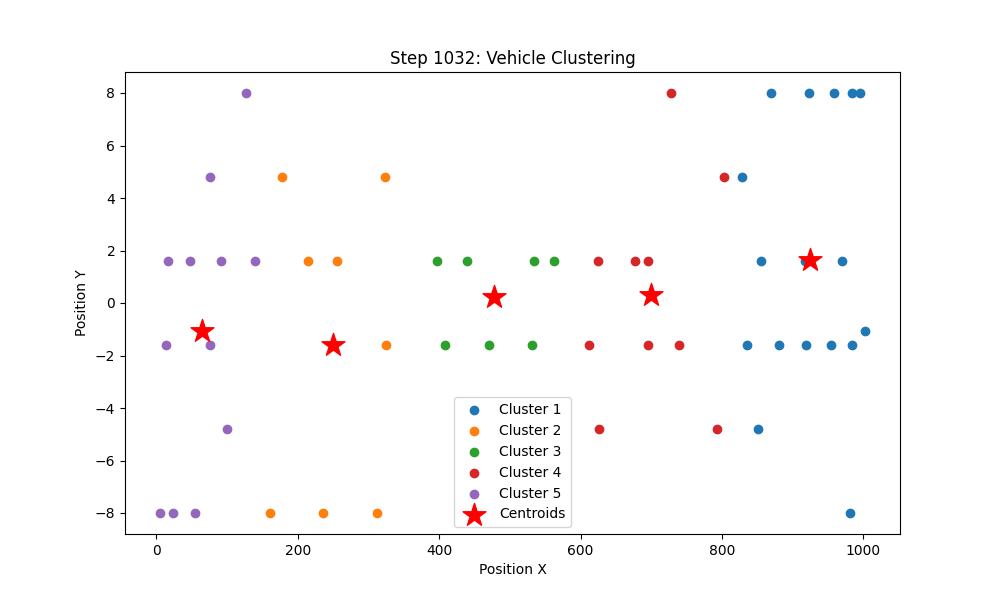 Step 1032: Vehicle Clustering
Position Y
8
6
4
2
0
−2
−4
−6
−8
Cluster 1
Cluster 2
Cluster 3
Cluster 4
Cluster 5
Centroids
0 200 400 600 800 1000
Position X